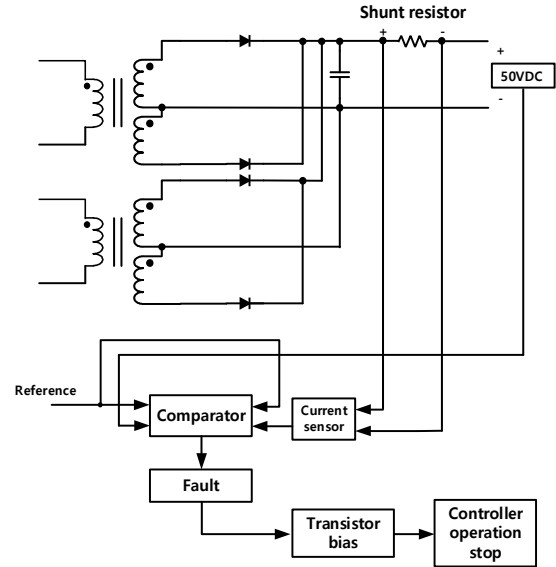 Shunt resistor
+ -
+
50VDC
-
Reference
Comparator
Current
sensor
Fault
Transistor
bias
Controller
operation
stop